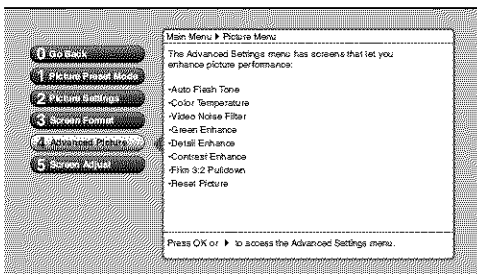 Main Menu ▶ Picture Menu
0 Go Back
1 Picture Preset Mode
2 Picture Settings
3 Screen Format
4 Advanced Picture
5 Screen Adjust
The Advanced Settings menu has screens that let you
enhance picture performance:
•Auto Flesh Tone
•Color Temperature
•Video Noise Filter
•Green Enhance
•Detail Enhance
•Contrast Enhance
•Film 3:2 Pulldown
•Reset Picture
Press OK or ▶ to access the Advanced Settings menu.